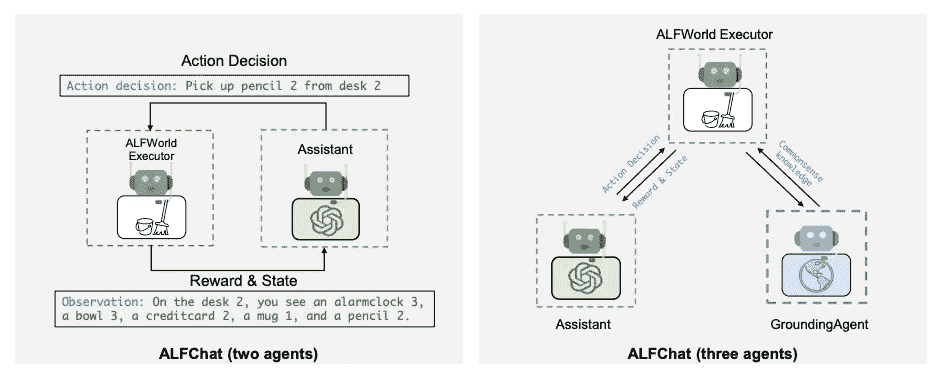 Action Decision
Action decision: Pick up pencil 2 from desk 2
ALFWorld
Executor
Assistant
Reward & State
Observation: On the desk 2, you see an alarmclock 3,
a bowl 3, a creditcard 2, a mug 1, and a pencil 2.
ALFChat (two agents)
ALFWorld Executor
Action Decision
Reward & State
Commonsense
knowledge
Assistant
GroundingAgent
ALFChat (three agents)